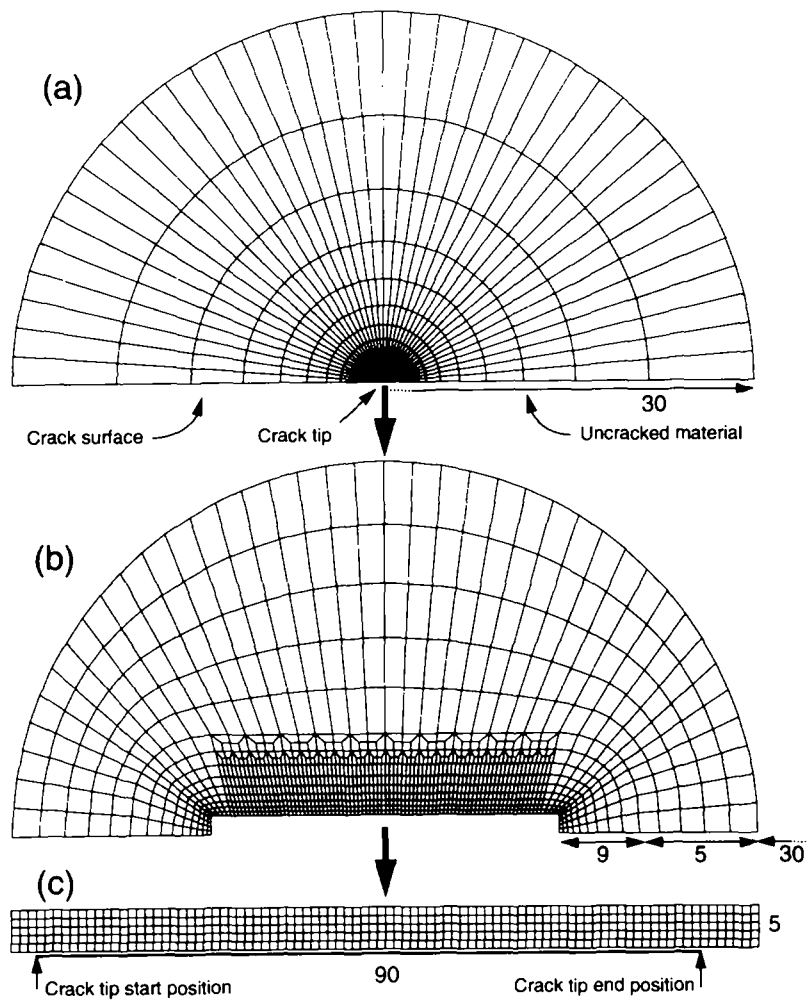 (a)
30
Crack surface
Crack tip
Uncracked material
(b)
9
5
30
(c)
5
Crack tip start position
90
Crack tip end position